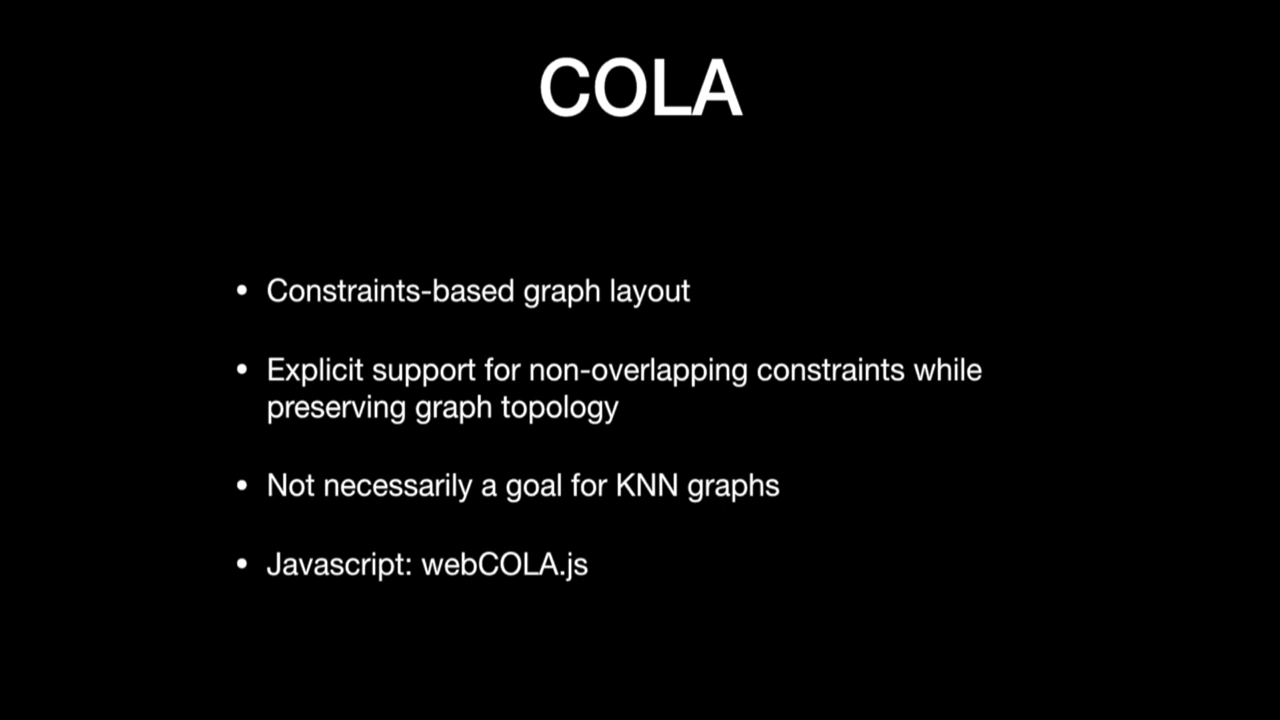 COLA
• Constraints-based graph layout
• Explicit support for non-overlapping constraints while
preserving graph topology
• Not necessarily a goal for KNN graphs
• Javascript: webCOLA.js